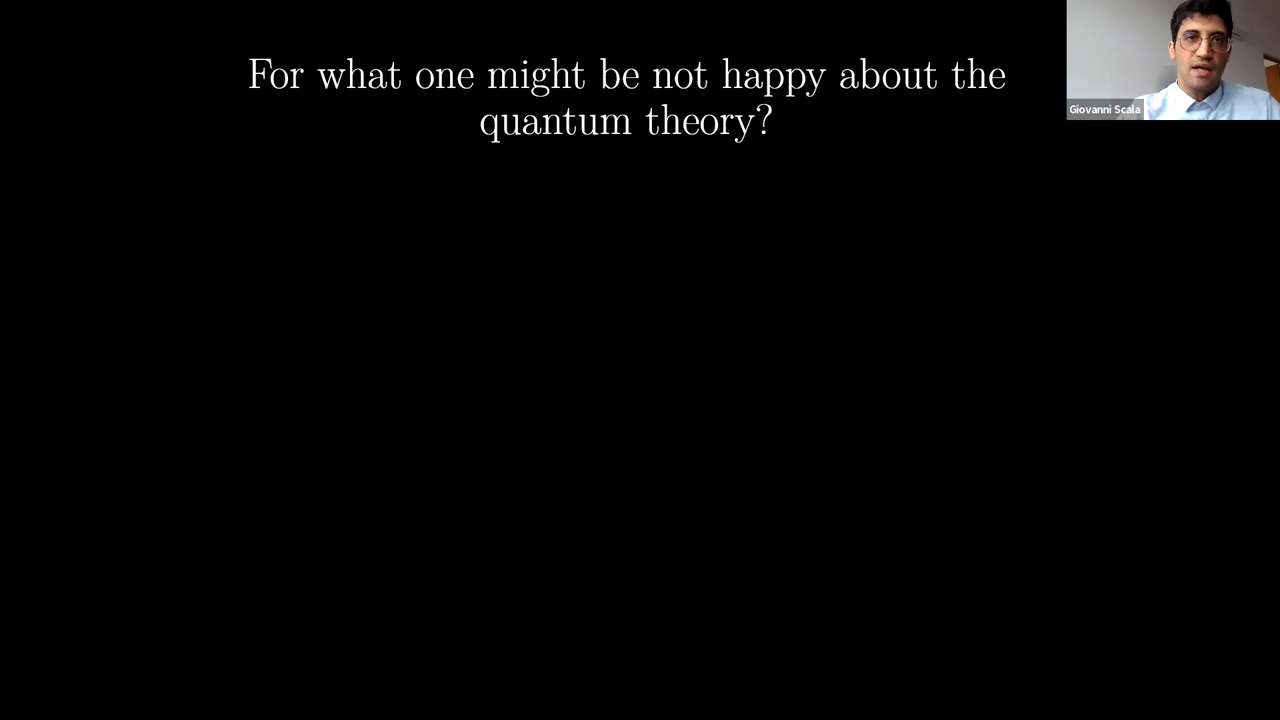 For what one might be not happy about the
quantum theory?
Giovanni Scala